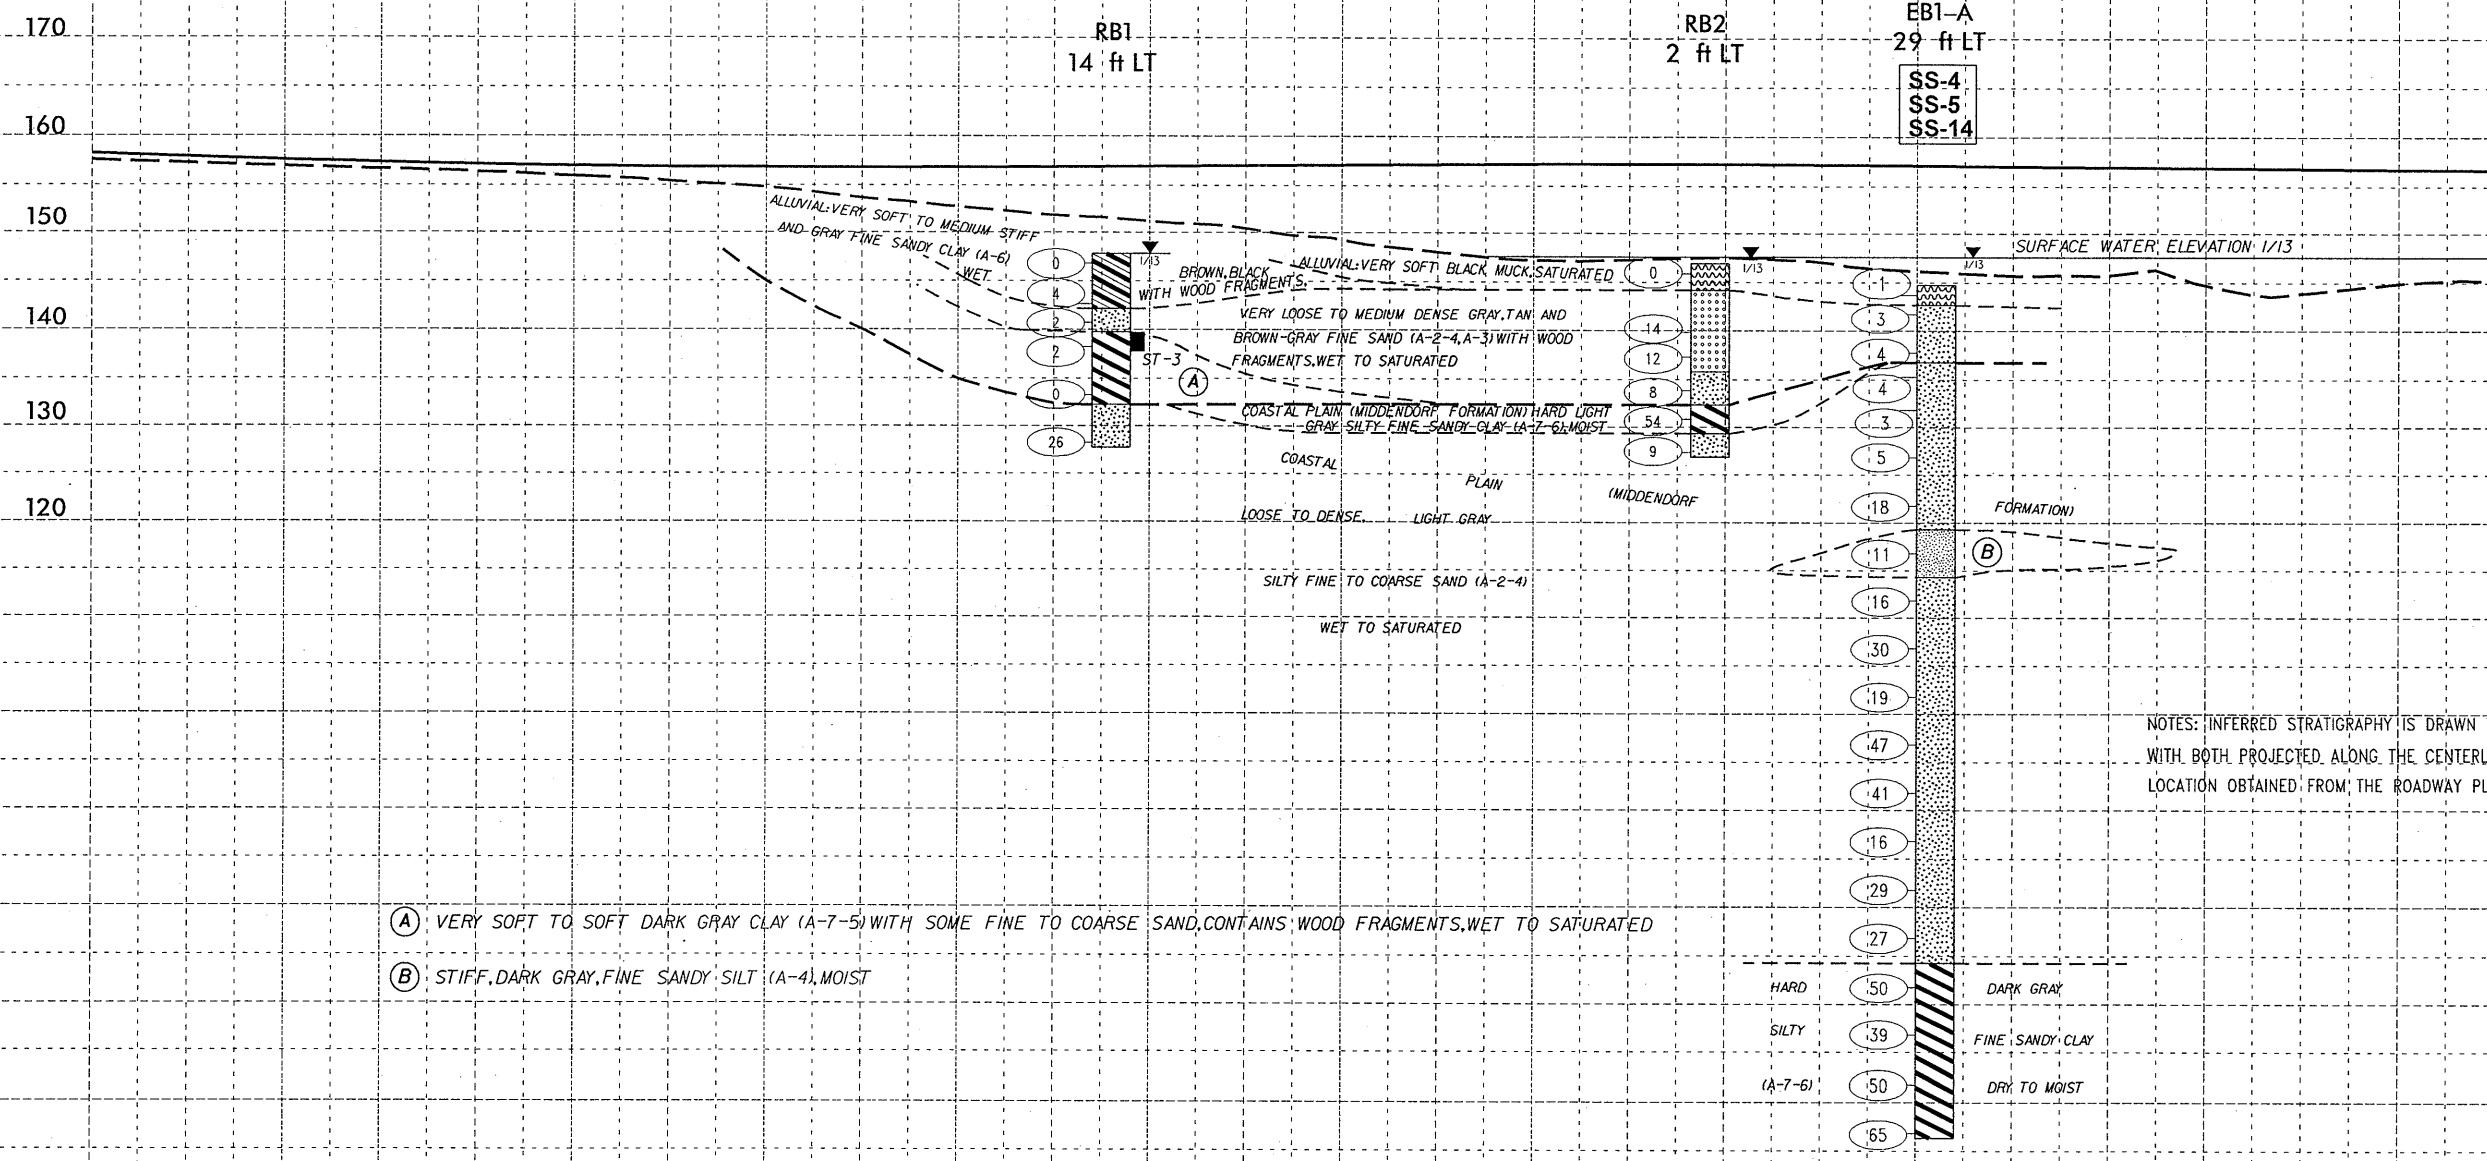 170
RB1
14 ft LT
RB2
2 ft LT
EB1-A
29 ft LT
SS-4
SS-5
SS-14
160
150
ALLUVIAL:VERY SOFT TO MEDIUM STIFF
AND GRAY FINE SANDY CLAY (A-6)
WET
BROWN,BLACK
WITH WOOD FRAGMENTS,
ALLUVIAL:VERY SOFT BLACK MUCK,SATURATED
SURFACE WATER ELEVATION 1/13
1/13
1/13
1/13
140
VERY LOOSE TO MEDIUM DENSE GRAY,TAN AND
BROWN-GRAY FINE SAND (A-2-4,A-3) WITH WOOD
FRAGMENTS,WET TO SATURATED
ST-3
A
130
COASTAL PLAIN (MIDDENDORF FORMATION) HARD LIGHT
GRAY SILTY FINE SANDY CLAY (A-7-6),MOIST
COASTAL
PLAIN
(MIDDENDORF
FORMATION)
120
LOOSE TO DENSE, LIGHT GRAY
SILTY FINE TO COARSE SAND (A-2-4)
WET TO SATURATED
B
0
4
2
2
0
26
0
14
12
8
54
9
1
3
4
4
3
5
18
11
16
30
19
47
41
16
29
27
50
39
50
65
NOTES: INFERRED STRATIGRAPHY IS DRAWN
WITH BOTH PROJECTED ALONG THE CENTERL
LOCATION OBTAINED FROM THE ROADWAY PL
A VERY SOFT TO SOFT DARK GRAY CLAY (A-7-5) WITH SOME FINE TO COARSE SAND,CONTAINS WOOD FRAGMENTS,WET TO SATURATED
B STIFF,DARK GRAY,FINE SANDY SILT (A-4),MOIST
HARD
DARK GRAY
SILTY
FINE SANDY CLAY
(A-7-6)
DRY TO MOIST